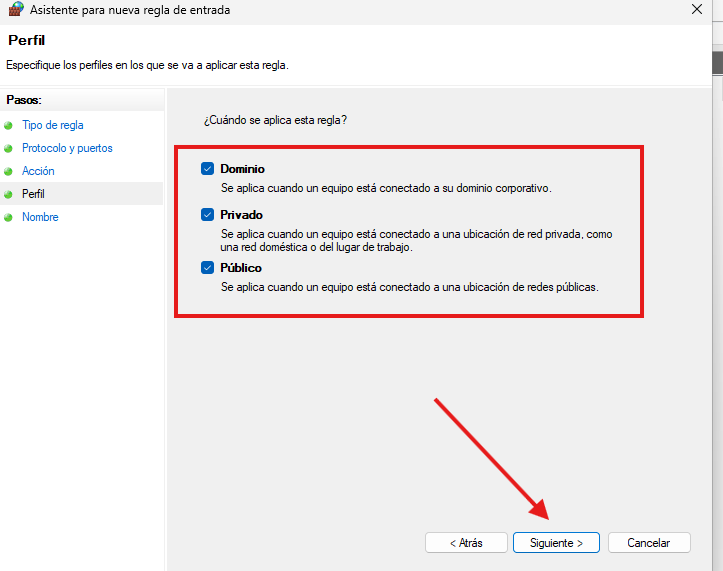 Asistente para nueva regla de entrada
Perfil
Especifique los perfiles en los que se va a aplicar esta regla.
Pasos:
Tipo de regla
Protocolo y puertos
Acción
Perfil
Nombre
¿Cuándo se aplica esta regla?
Dominio
Se aplica cuando un equipo está conectado a su dominio corporativo.
Privado
Se aplica cuando un equipo está conectado a una ubicación de red privada, como
una red doméstica o del lugar de trabajo.
Público
Se aplica cuando un equipo está conectado a una ubicación de redes públicas.
< Atrás
Siguiente >
Cancelar